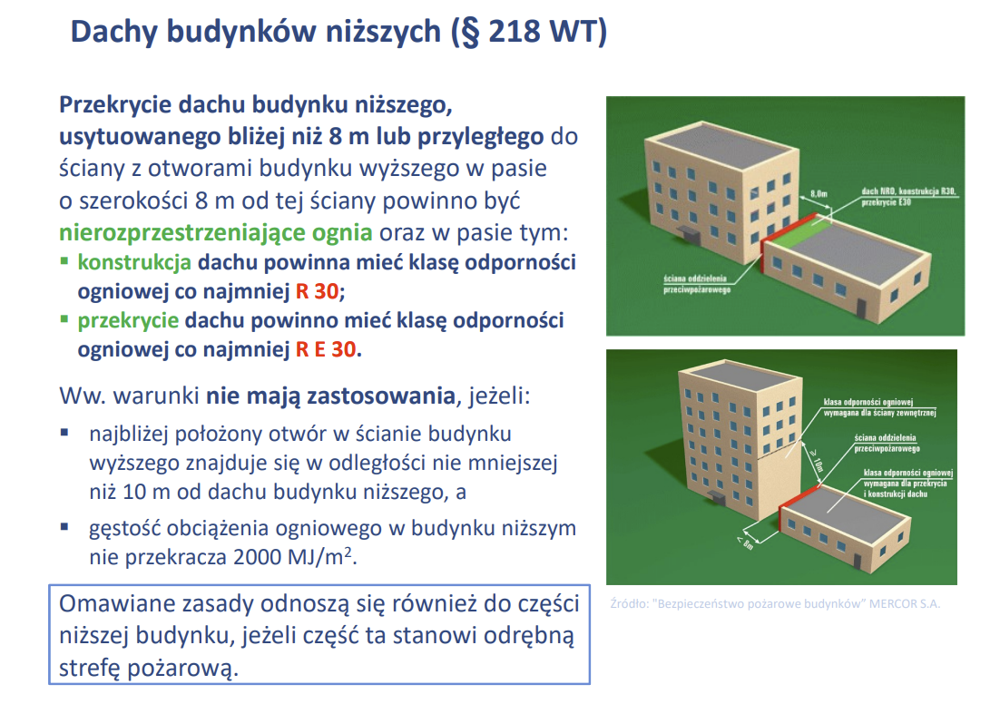 Dachy budynków niższych (§ 218 WT)
Przekrycie dachu budynku niższego,
usytuowanego bliżej niż 8 m lub przyległego do
ściany z otworami budynku wyższego w pasie
o szerokości 8 m od tej ściany powinno być
nierozprzestrzeniające ognia oraz w pasie tym:
▪ konstrukcja dachu powinna mieć klasę odporności
ogniowej co najmniej R 30;
▪ przekrycie dachu powinno mieć klasę odporności
ogniowej co najmniej R E 30.
Ww. warunki nie mają zastosowania, jeżeli:
▪ najbliżej położony otwór w ścianie budynku
wyższego znajduje się w odległości nie mniejszej
niż 10 m od dachu budynku niższego, a
▪ gęstość obciążenia ogniowego w budynku niższym
nie przekracza 2000 MJ/m².
Omawiane zasady odnoszą się również do części
niższej budynku, jeżeli część ta stanowi odrębną
strefę pożarową.
8,0m
dach NRO, konstrukcja R30,
przekrycie E30
ściana oddzielenia
przeciwpożarowego
klasa odporności ogniowej
wymagana dla ściany zewnętrznej
ściana oddzielenia
przeciwpożarowego
≥ 10m
klasa odporności ogniowej
wymagana dla przekrycia
i konstrukcji dachu
< 8m
Źródło: "Bezpieczeństwo pożarowe budynków” MERCOR S.A.